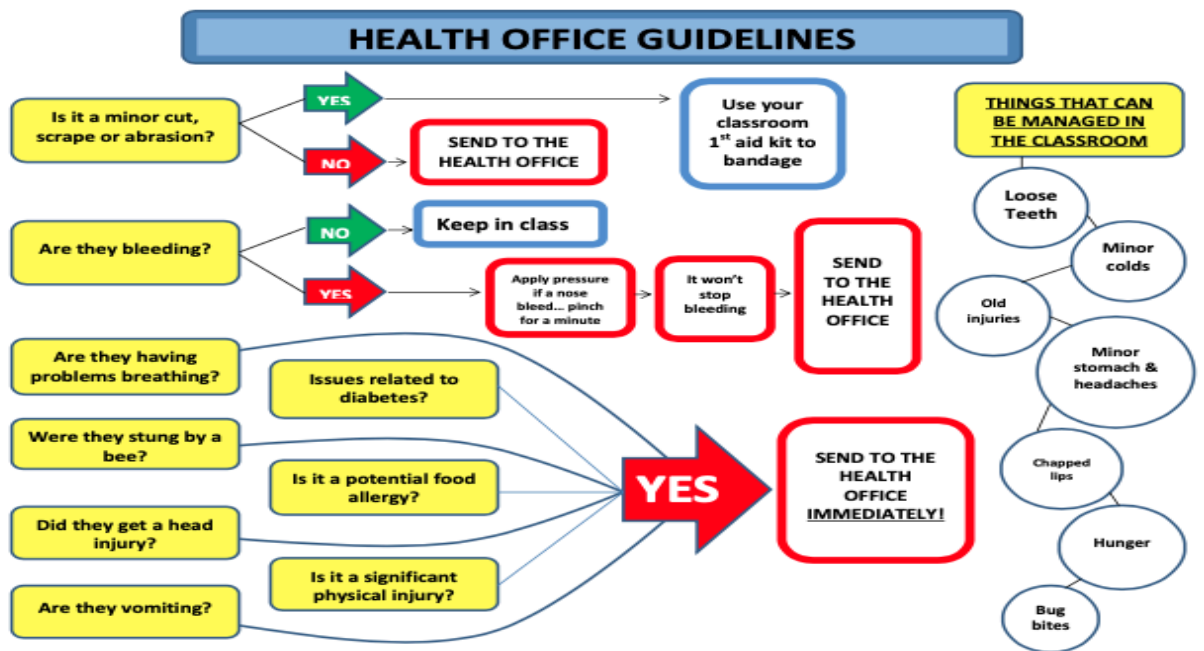 HEALTH OFFICE GUIDELINES
Is it a minor cut,
scrape or abrasion?
YES
Use your
classroom
1st aid kit to
bandage
NO
SEND TO THE
HEALTH OFFICE
Are they bleeding?
NO
Keep in class
YES
Apply pressure
if a nose
bleed... pinch
for a minute
It won't
stop
bleeding
SEND
TO THE
HEALTH
OFFICE
Are they having
problems breathing?
Issues related to
diabetes?
Were they stung by a
bee?
Is it a potential food
allergy?
Did they get a head
injury?
Is it a significant
physical injury?
Are they vomiting?
YES
SEND TO THE
HEALTH
OFFICE
IMMEDIATELY!
THINGS THAT CAN
BE MANAGED IN
THE CLASSROOM
Loose
Teeth
Minor
colds
Old
injuries
Minor
stomach &
headaches
Chapped
lips
Hunger
Bug
bites